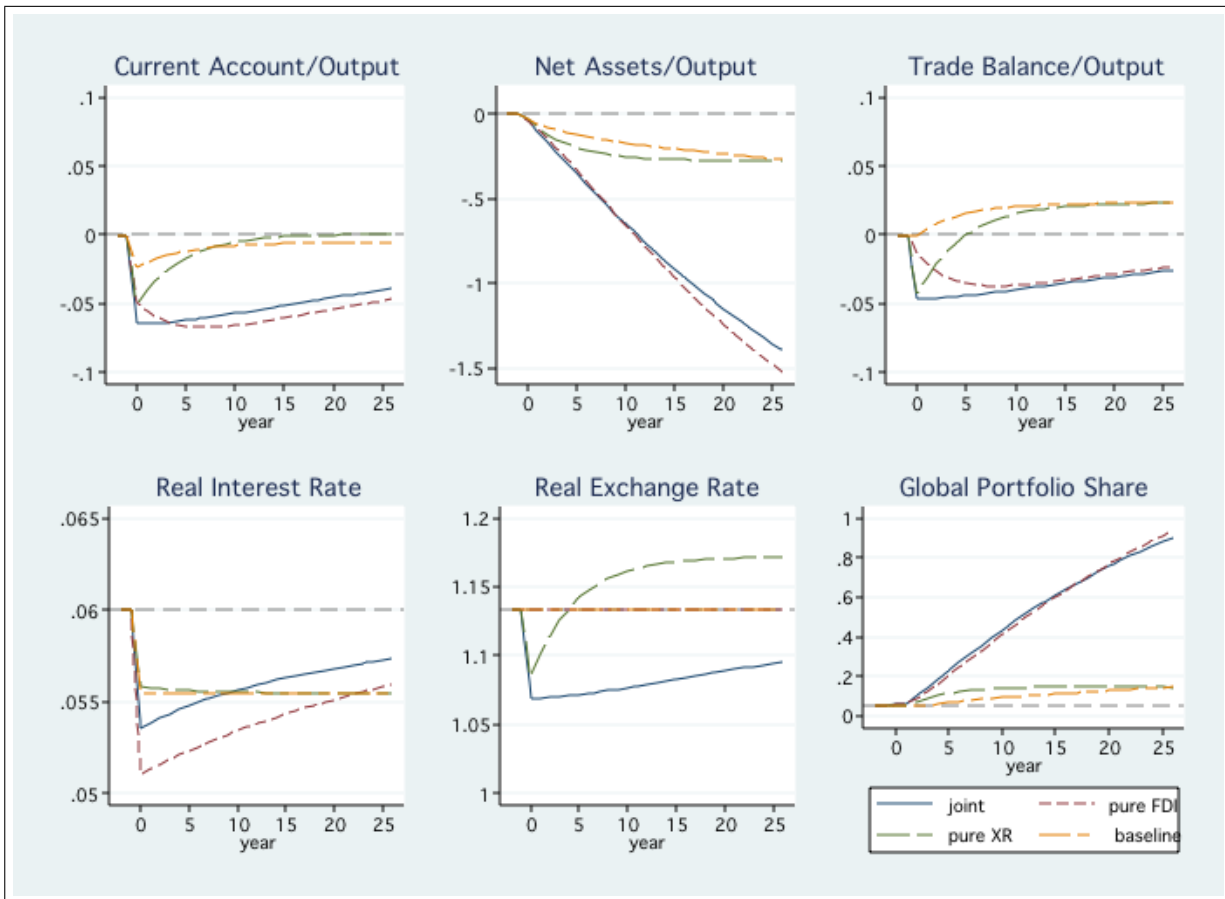 Current Account/Output
.1
.05
0
-.05
-.1
0 5 10 15 20 25
year
Net Assets/Output
0
-.5
-1
-1.5
0 5 10 15 20 25
year
Trade Balance/Output
.1
.05
0
-.05
-.1
0 5 10 15 20 25
year
Real Interest Rate
.065
.06
.055
.05
0 5 10 15 20 25
year
Real Exchange Rate
1.2
1.15
1.1
1.05
1
0 5 10 15 20 25
year
Global Portfolio Share
1
.8
.6
.4
.2
0
0 5 10 15 20 25
year
joint pure FDI
pure XR baseline